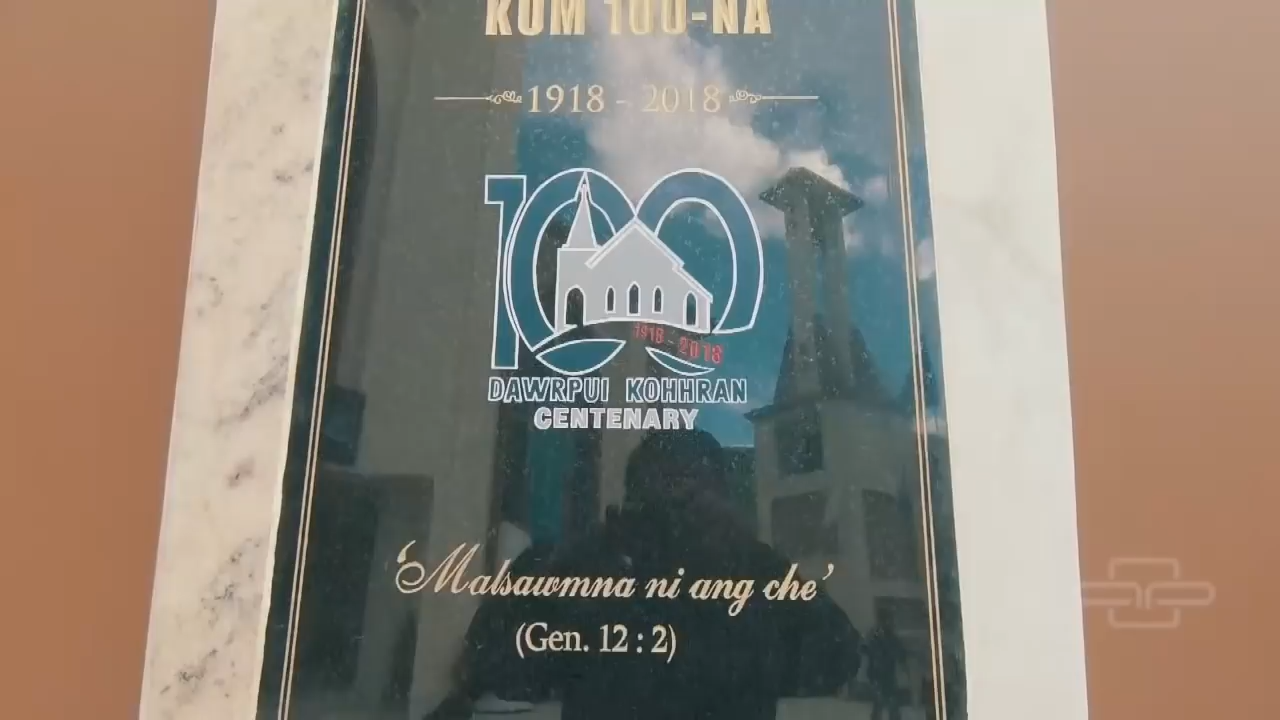 KUM 100-NA
1918 - 2018
100
1918 - 2018
DAWRPUI KOHHRAN
CENTENARY
'Malsawmna ni ang che'
(Gen. 12 : 2)